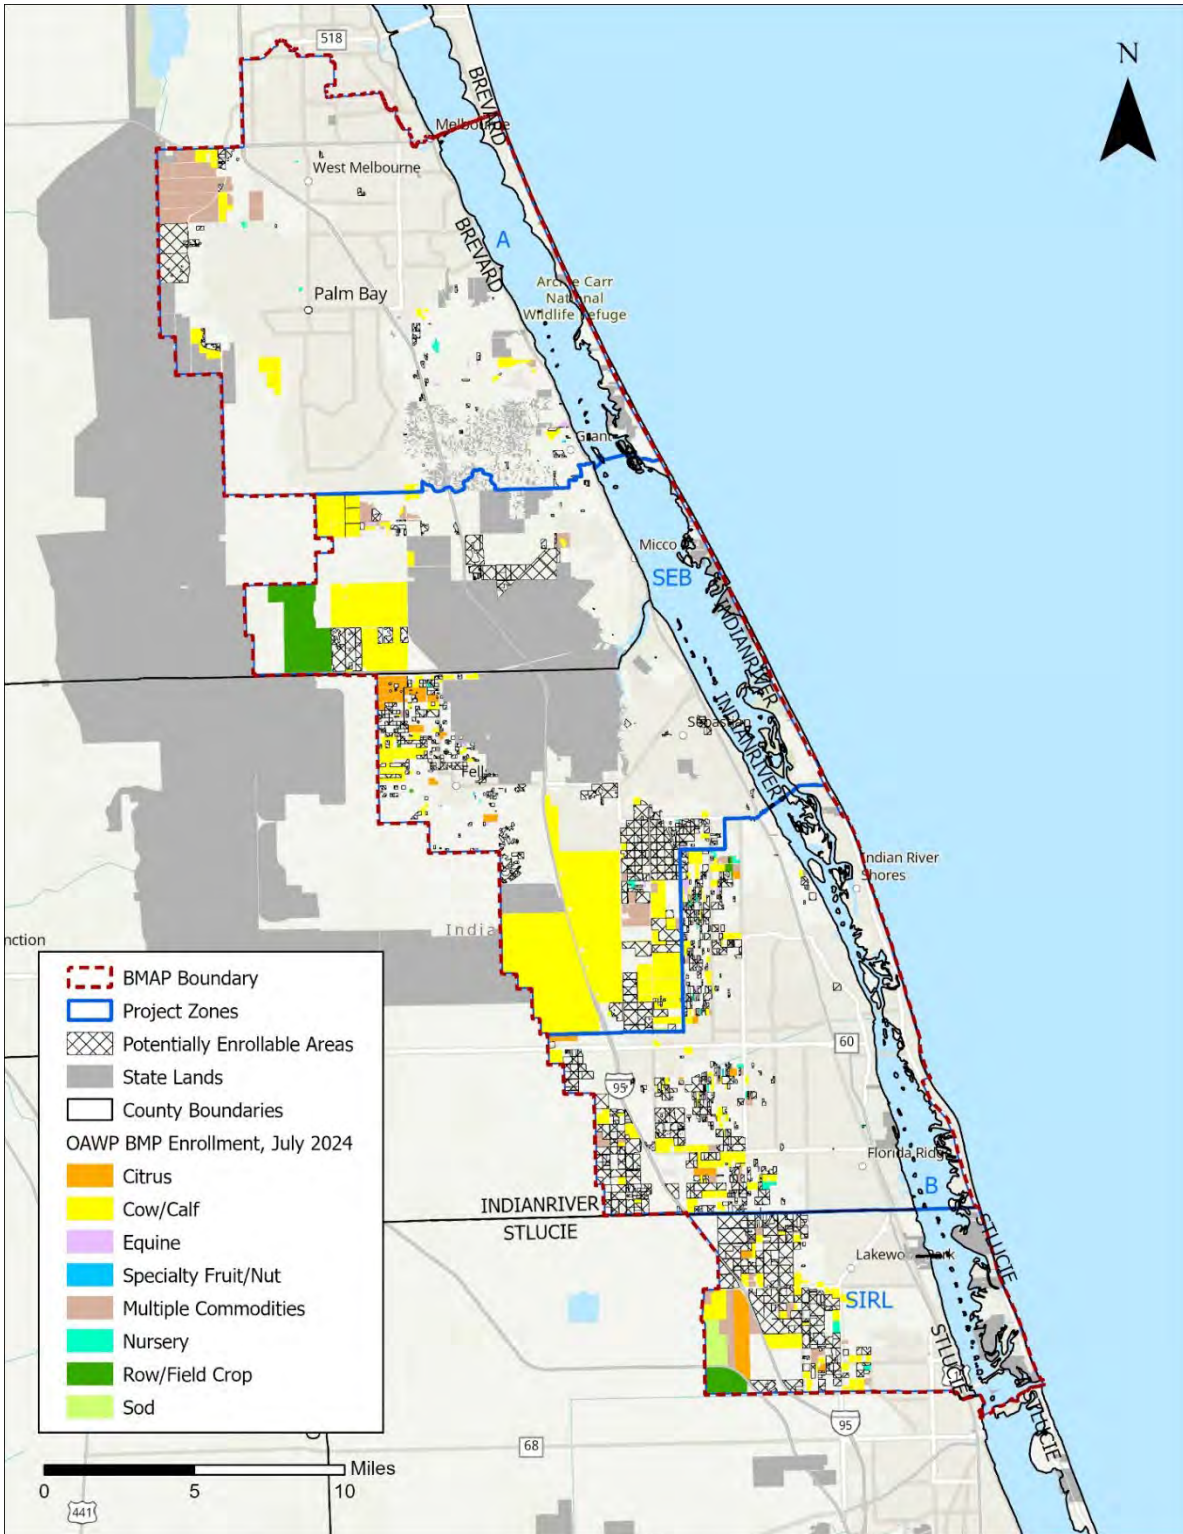 518
N
BREVARD
Melbourne
West Melbourne
BREVARD
A
Archie Carr
National
Wildlife Refuge
Palm Bay
Grant
Micco
SEB
INDIANRIVER
INDIANRIVER
Sebastian
Fell
Indian River
Shores
India
nction
60
95
Florida Ridge
B
INDIANRIVER
STLUCIE
STLUCIE
Lakewood Park
SIRL
STLUCIE
STLUCIE
95
68
441
BMAP Boundary
Project Zones
Potentially Enrollable Areas
State Lands
County Boundaries
OAWP BMP Enrollment, July 2024
Citrus
Cow/Calf
Equine
Specialty Fruit/Nut
Multiple Commodities
Nursery
Row/Field Crop
Sod
Miles
0 5 10